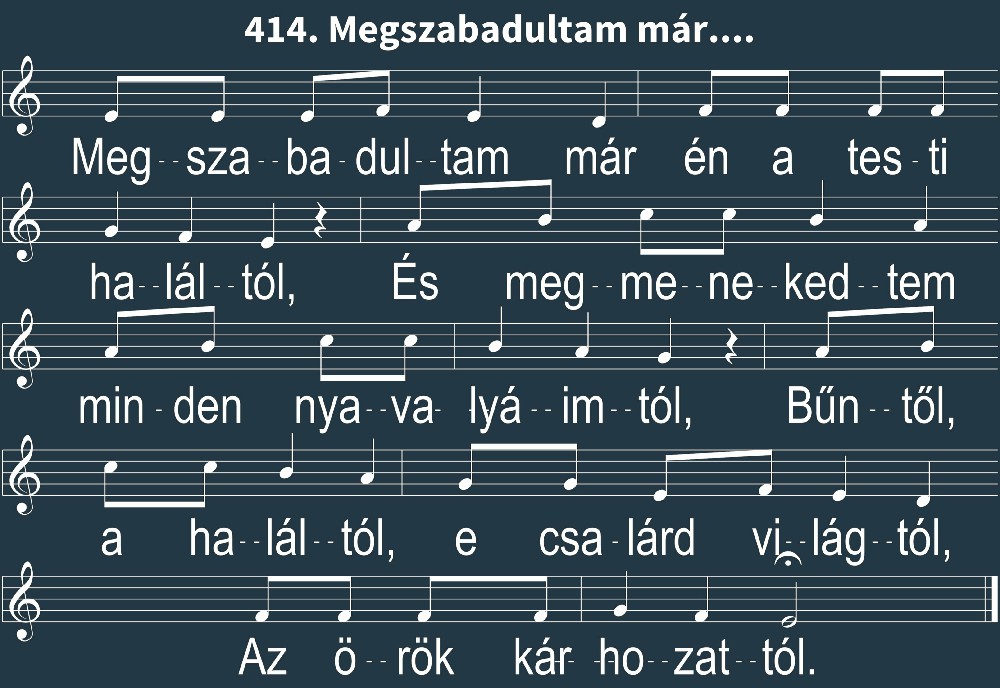 414. Megszabadultam már....
Meg--sza--ba-dul--tam már én a tes-ti
ha--lál--tól, És meg--me--ne--ked--tem
min-den nya--va- lyá--im--tól, Bűn--től,
a ha--lál--tól, e csa-lárd vi--lág--tól,
Az ö--rök kár-ho--zat--tól.